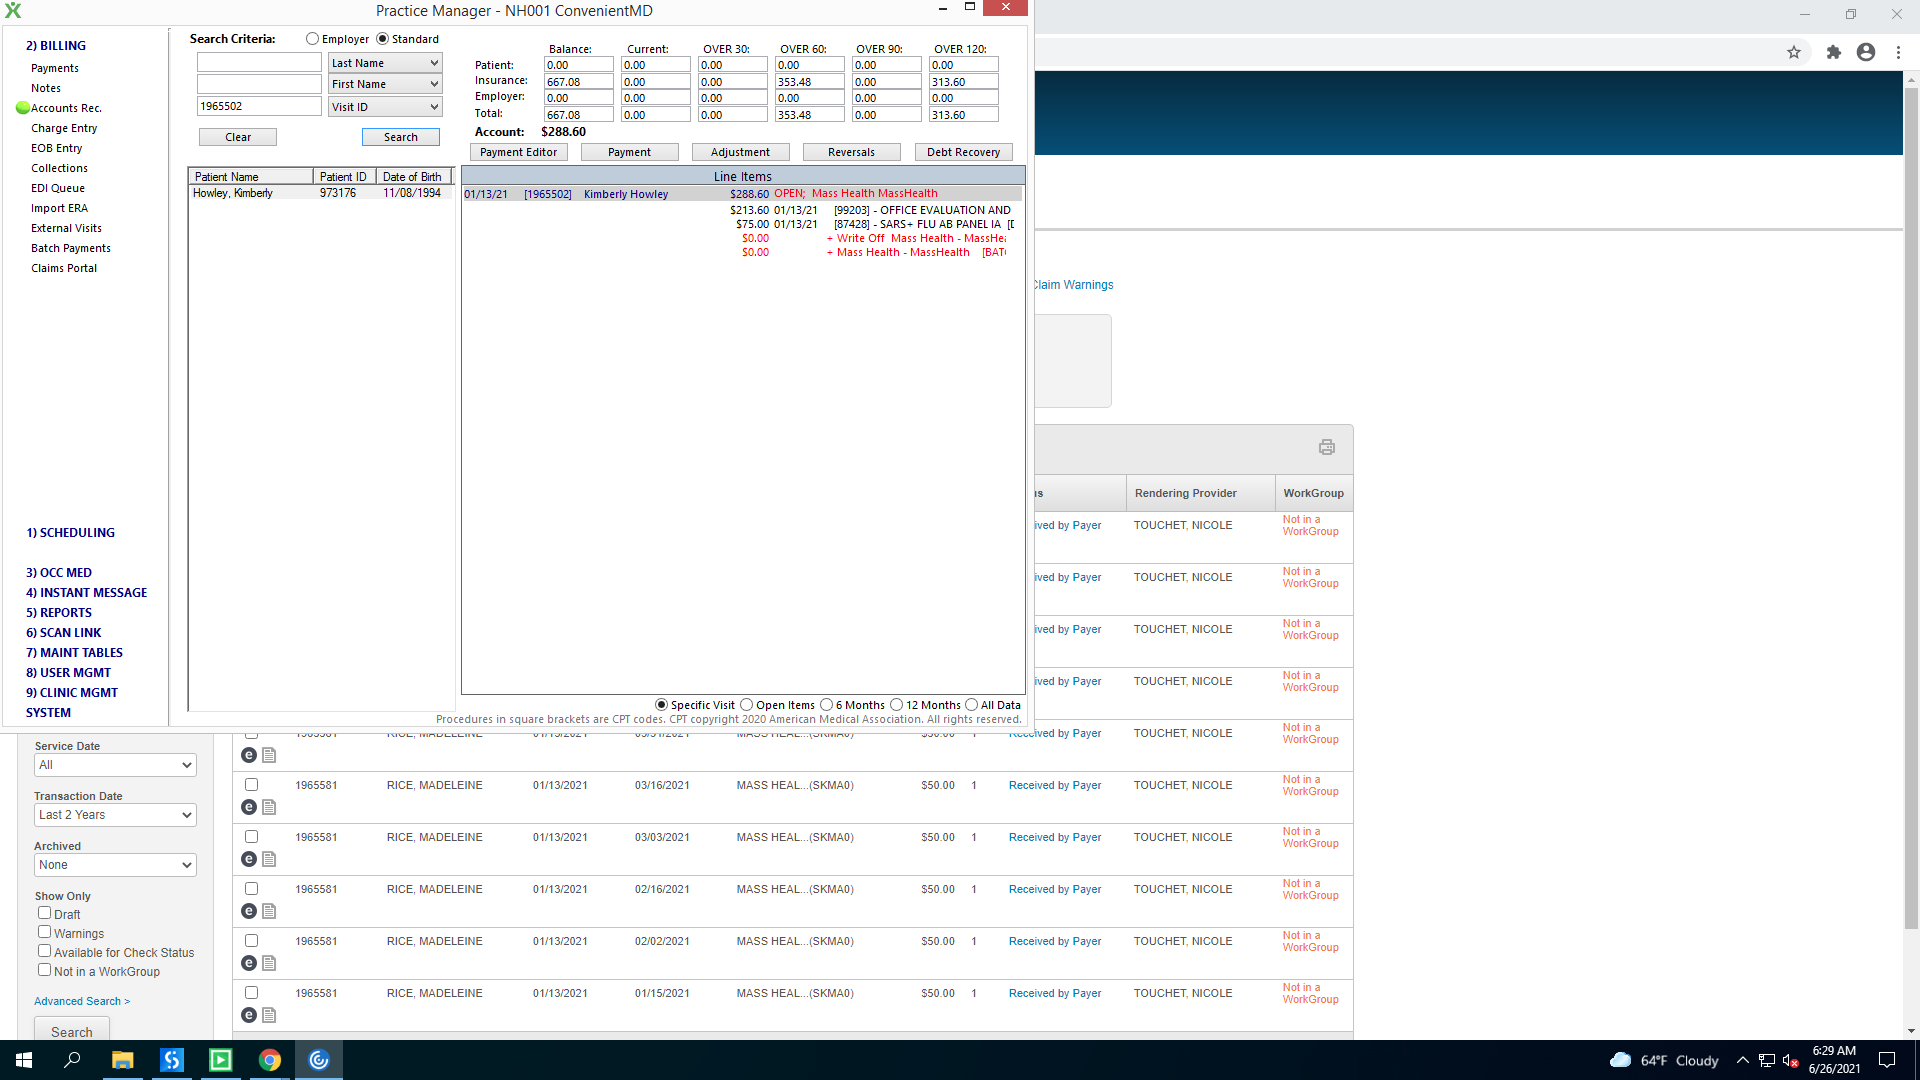 Practice Manager - NH001 ConvenientMD
2) BILLING
Payments
Notes
Accounts Rec.
Charge Entry
EOB Entry
Collections
EDI Queue
Import ERA
External Visits
Batch Payments
Claims Portal
1) SCHEDULING
3) OCC MED
4) INSTANT MESSAGE
5) REPORTS
6) SCAN LINK
7) MAINT TABLES
8) USER MGMT
9) CLINIC MGMT
SYSTEM
Search Criteria: Employer Standard
Last Name
First Name
1965502 Visit ID
Clear Search
Balance: Current: OVER 30: OVER 60: OVER 90: OVER 120:
Patient: 0.00 0.00 0.00 0.00 0.00 0.00
Insurance: 667.08 0.00 0.00 353.48 0.00 313.60
Employer: 0.00 0.00 0.00 0.00 0.00 0.00
Total: 667.08 0.00 0.00 353.48 0.00 313.60
Account: $288.60
Payment Editor Payment Adjustment Reversals Debt Recovery
Patient Name Patient ID Date of Birth
Howley, Kimberly 973176 11/08/1994
Line Items
01/13/21 [1965502] Kimberly Howley $288.60 OPEN; Mass Health MassHealth
$213.60 01/13/21 [99203] - OFFICE EVALUATION AND
$75.00 01/13/21 [87428] - SARS+ FLU AB PANEL IA [D
$0.00 + Write Off Mass Health - MassHea
$0.00 + Mass Health - MassHealth [BAT
Specific Visit Open Items 6 Months 12 Months All Data
Procedures in square brackets are CPT codes. CPT copyright 2020 American Medical Association. All rights reserved.
Claim Warnings
us Rendering Provider WorkGroup
ived by Payer TOUCHET, NICOLE Not in a WorkGroup
ived by Payer TOUCHET, NICOLE Not in a WorkGroup
ived by Payer TOUCHET, NICOLE Not in a WorkGroup
ived by Payer TOUCHET, NICOLE Not in a WorkGroup
1965581 RICE, MADELEINE 01/13/2021 MASS HEAL...(SKMA0) $50.00 1 Received by Payer TOUCHET, NICOLE Not in a WorkGroup
1965581 RICE, MADELEINE 01/13/2021 03/16/2021 MASS HEAL...(SKMA0) $50.00 1 Received by Payer TOUCHET, NICOLE Not in a WorkGroup
1965581 RICE, MADELEINE 01/13/2021 03/03/2021 MASS HEAL...(SKMA0) $50.00 1 Received by Payer TOUCHET, NICOLE Not in a WorkGroup
1965581 RICE, MADELEINE 01/13/2021 02/16/2021 MASS HEAL...(SKMA0) $50.00 1 Received by Payer TOUCHET, NICOLE Not in a WorkGroup
1965581 RICE, MADELEINE 01/13/2021 02/02/2021 MASS HEAL...(SKMA0) $50.00 1 Received by Payer TOUCHET, NICOLE Not in a WorkGroup
1965581 RICE, MADELEINE 01/13/2021 01/15/2021 MASS HEAL...(SKMA0) $50.00 1 Received by Payer TOUCHET, NICOLE Not in a WorkGroup
Service Date
All
Transaction Date
Last 2 Years
Archived
None
Show Only
Draft
Warnings
Available for Check Status
Not in a WorkGroup
Advanced Search >
Search
64°F Cloudy
6:29 AM
6/26/2021